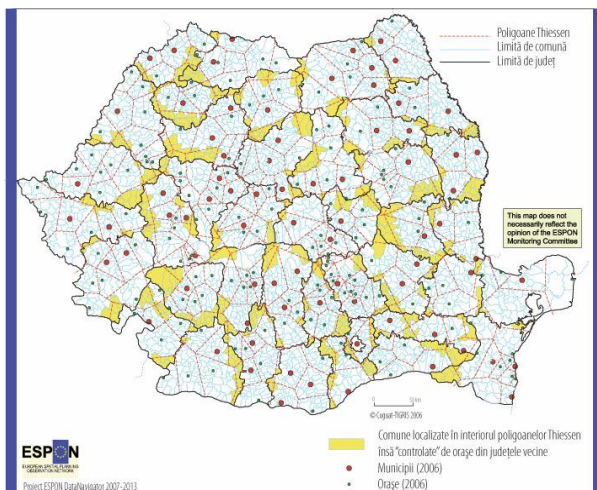 Poligoane Thiessen
Limită de comună
Limită de județ
This map does not
necessarily reflect the
opinion of the ESPON
Monitoring Committee
0 50 km
© Cuguat-TIGRIS 2006
Comune localizate în interiorul poligoanelor Thiessen
însă "controlate" de orașe din județele vecine
Municipii (2006)
Orașe (2006)
ESPON
EUROPEAN SPATIAL PLANNING
OBSERVATION NETWORK
Project ESPON DataNavigator 2007-2013